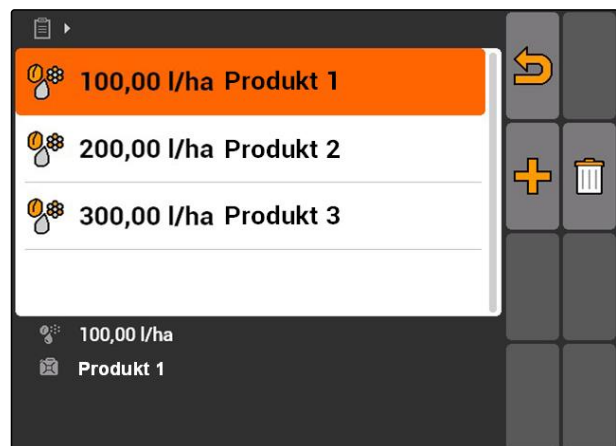 100,00 l/ha Produkt 1
200,00 l/ha Produkt 2
300,00 l/ha Produkt 3
100,00 l/ha
Produkt 1